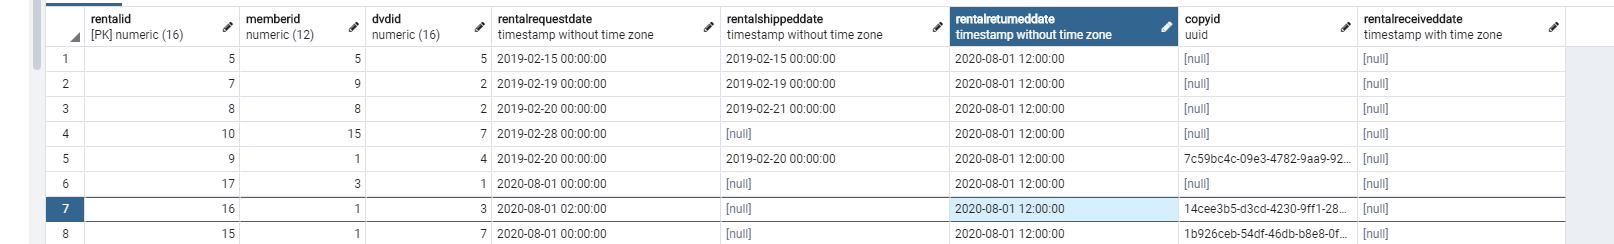 rentalid memberid dvdid rentalrequestdate rentalshippeddate rentalreturneddate copyid rentalreceiveddate
[PK] numeric (16) numeric (12) numeric (16) timestamp without time zone timestamp without time zone timestamp without time zone uuid timestamp with time zone
1 5 5 5 2019-02-15 00:00:00 2019-02-15 00:00:00 2020-08-01 12:00:00 [null] [null]
2 7 9 2 2019-02-19 00:00:00 2019-02-19 00:00:00 2020-08-01 12:00:00 [null] [null]
3 8 8 2 2019-02-20 00:00:00 2019-02-21 00:00:00 2020-08-01 12:00:00 [null] [null]
4 10 15 7 2019-02-28 00:00:00 [null] 2020-08-01 12:00:00 [null] [null]
5 9 1 4 2019-02-20 00:00:00 2019-02-20 00:00:00 2020-08-01 12:00:00 7c59bc4c-09e3-4782-9aa9-92... [null]
6 17 3 1 2020-08-01 00:00:00 [null] 2020-08-01 12:00:00 [null] [null]
7 16 1 3 2020-08-01 02:00:00 [null] 2020-08-01 12:00:00 14cee3b5-d3cd-4230-9ff1-28... [null]
8 15 1 7 2020-08-01 00:00:00 [null] 2020-08-01 12:00:00 1b926ceb-54df-46db-b8e8-0f... [null]